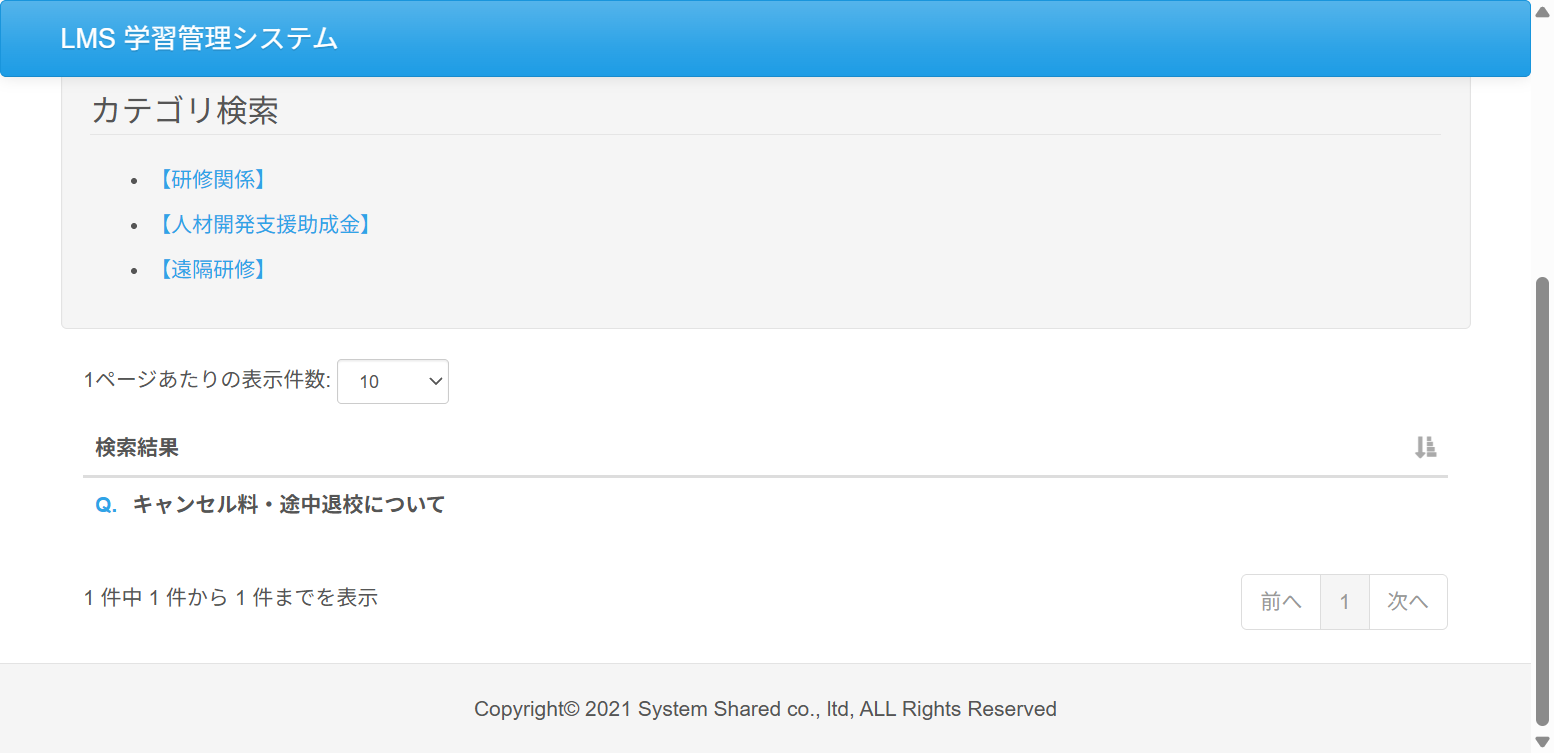 LMS 学習管理システム
カテゴリ検索
【研修関係】
【人材開発支援助成金】
【遠隔研修】
1ページあたりの表示件数: 10
検索結果
Q. キャンセル料・途中退校について
1 件中 1 件から 1 件までを表示
前へ 1 次へ
Copyright© 2021 System Shared co., ltd, ALL Rights Reserved